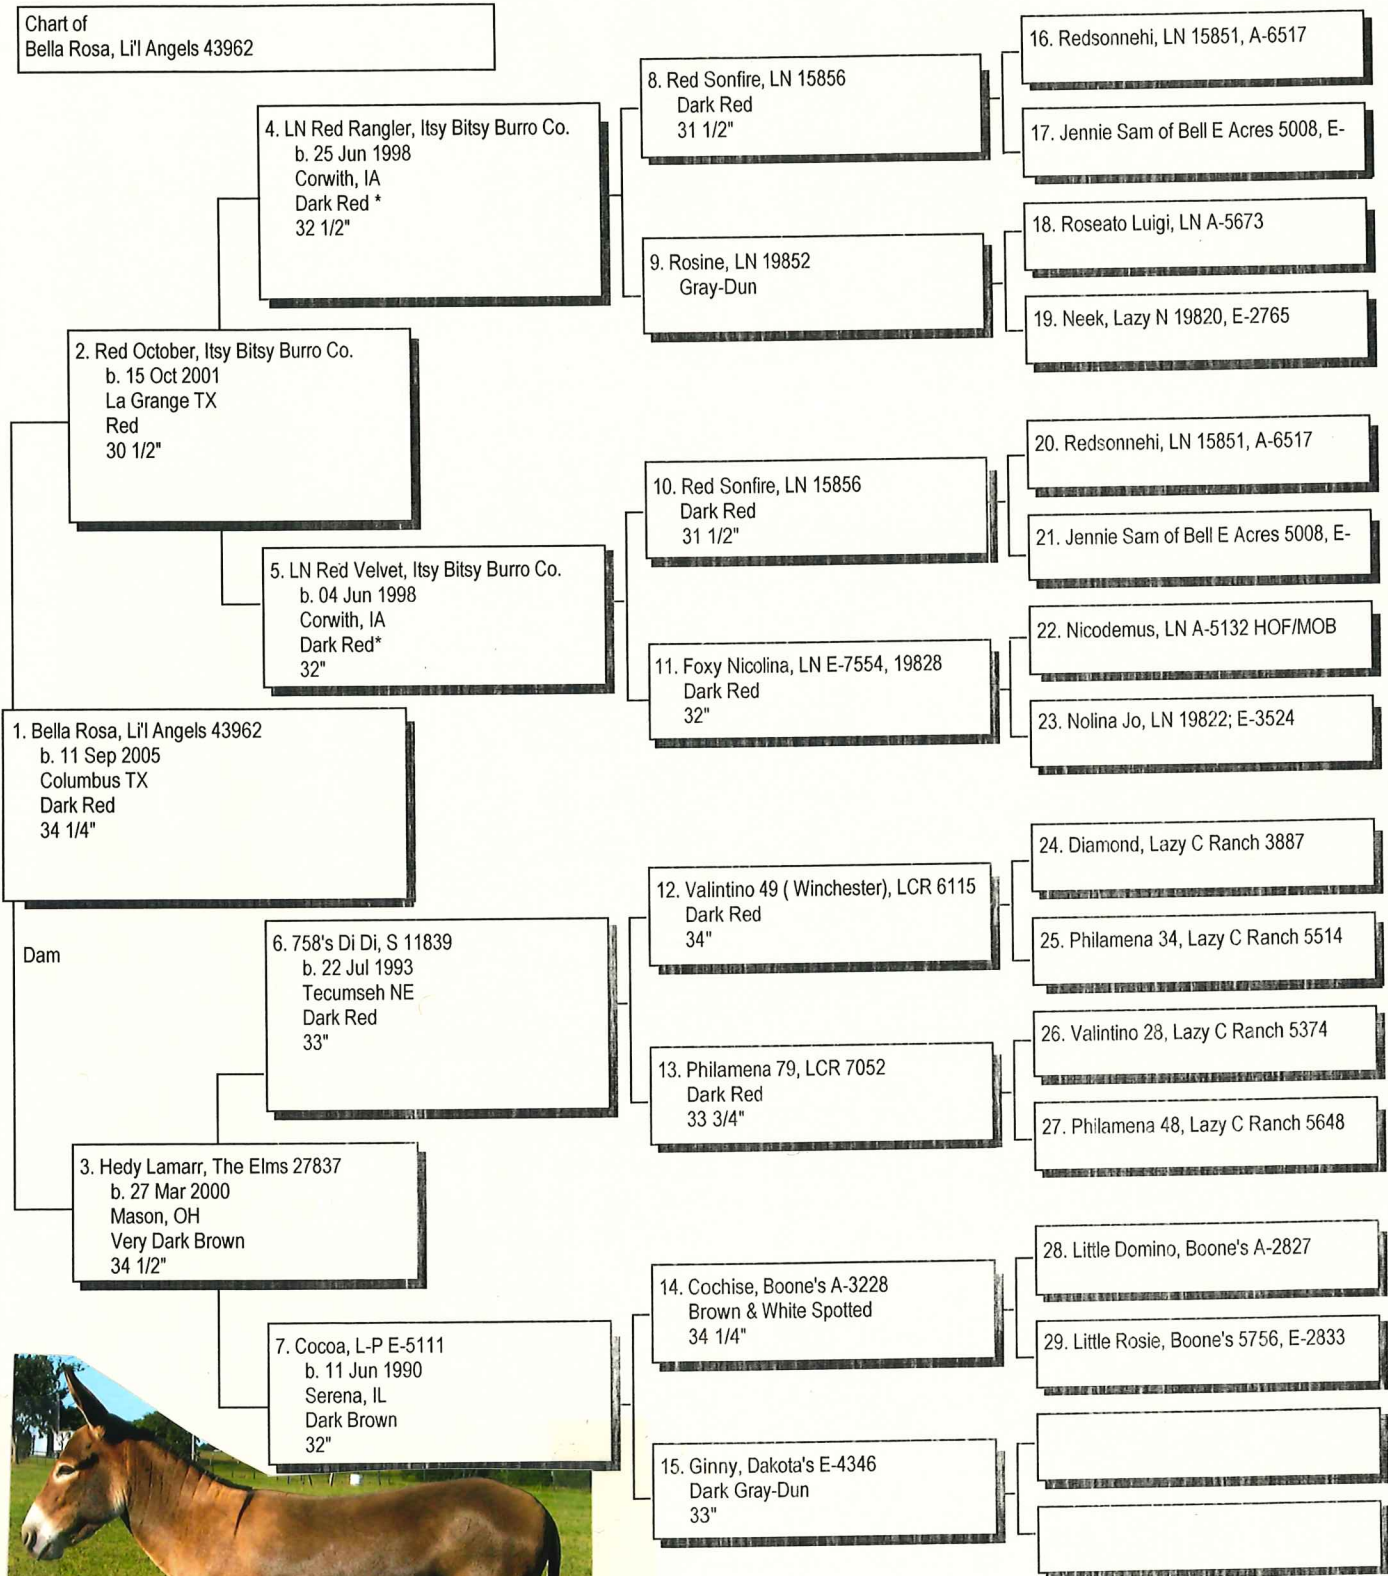 Chart of
Bella Rosa, Li'l Angels 43962
1. Bella Rosa, Li'l Angels 43962
b. 11 Sep 2005
Columbus TX
Dark Red
34 1/4"
Dam
2. Red October, Itsy Bitsy Burro Co.
b. 15 Oct 2001
La Grange TX
Red
30 1/2"
3. Hedy Lamarr, The Elms 27837
b. 27 Mar 2000
Mason, OH
Very Dark Brown
34 1/2"
4. LN Red Rangler, Itsy Bitsy Burro Co.
b. 25 Jun 1998
Corwith, IA
Dark Red *
32 1/2"
5. LN Red Velvet, Itsy Bitsy Burro Co.
b. 04 Jun 1998
Corwith, IA
Dark Red*
32"
6. 758's Di Di, S 11839
b. 22 Jul 1993
Tecumseh NE
Dark Red
33"
7. Cocoa, L-P E-5111
b. 11 Jun 1990
Serena, IL
Dark Brown
32"
8. Red Sonfire, LN 15856
Dark Red
31 1/2"
9. Rosine, LN 19852
Gray-Dun
10. Red Sonfire, LN 15856
Dark Red
31 1/2"
11. Foxy Nicolina, LN E-7554, 19828
Dark Red
32"
12. Valintino 49 ( Winchester), LCR 6115
Dark Red
34"
13. Philamena 79, LCR 7052
Dark Red
33 3/4"
14. Cochise, Boone's A-3228
Brown & White Spotted
34 1/4"
15. Ginny, Dakota's E-4346
Dark Gray-Dun
33"
16. Redsonnehi, LN 15851, A-6517
17. Jennie Sam of Bell E Acres 5008, E-
18. Roseato Luigi, LN A-5673
19. Neek, Lazy N 19820, E-2765
20. Redsonnehi, LN 15851, A-6517
21. Jennie Sam of Bell E Acres 5008, E-
22. Nicodemus, LN A-5132 HOF/MOB
23. Nolina Jo, LN 19822; E-3524
24. Diamond, Lazy C Ranch 3887
25. Philamena 34, Lazy C Ranch 5514
26. Valintino 28, Lazy C Ranch 5374
27. Philamena 48, Lazy C Ranch 5648
28. Little Domino, Boone's A-2827
29. Little Rosie, Boone's 5756, E-2833